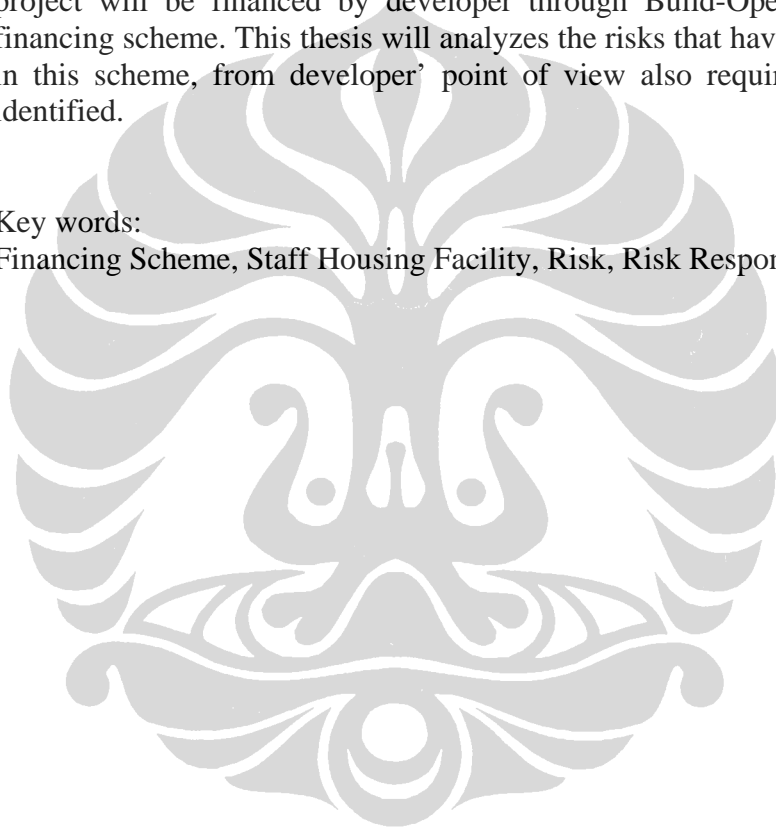 project will be financed by developer through Build-Ope
financing scheme. This thesis will analyzes the risks that hav
in this scheme, from developer' point of view also requir
identified.
Key words:
Financing Scheme, Staff Housing Facility, Risk, Risk Respon